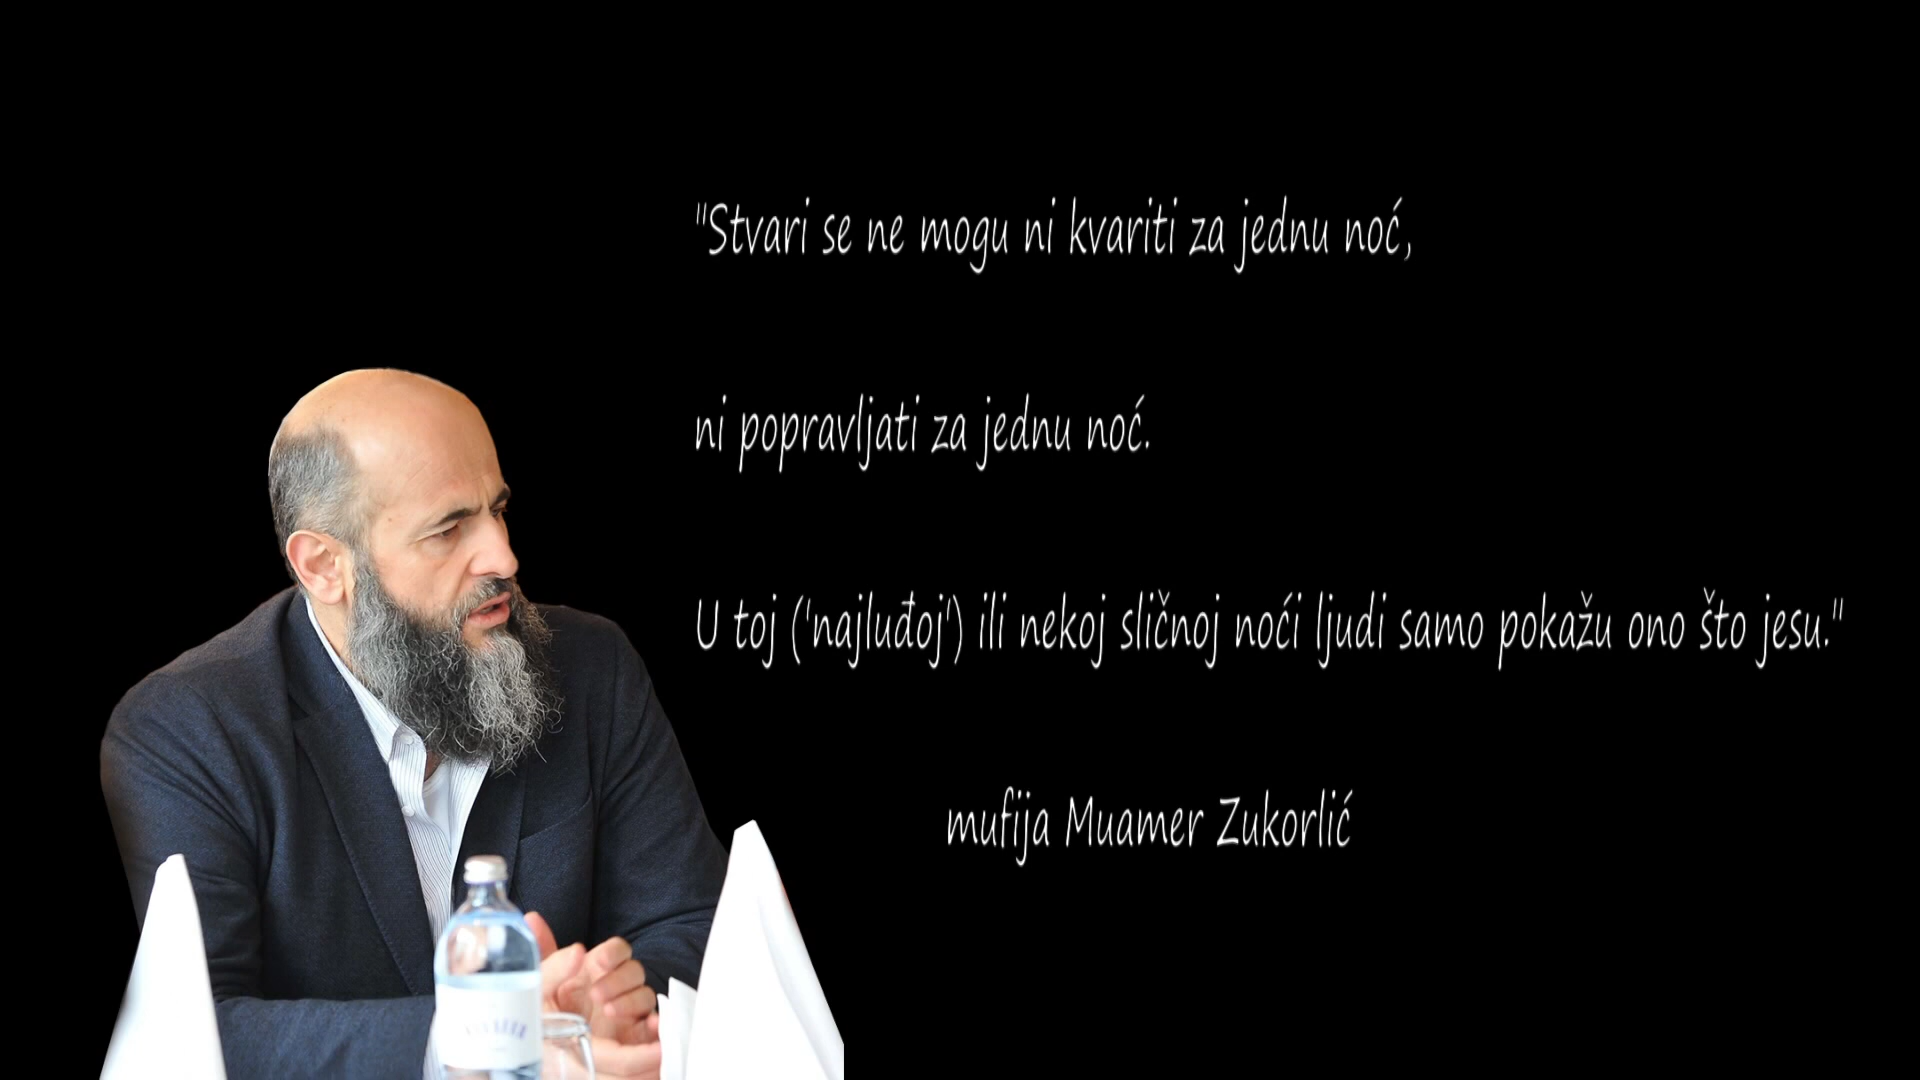 "Stvari se ne mogu ni kvariti za jednu noć,
ni popravljati za jednu noć.
U toj ('najluđoj') ili nekoj sličnoj noći ljudi samo pokažu ono što jesu."
mufija Muamer Zukorlić